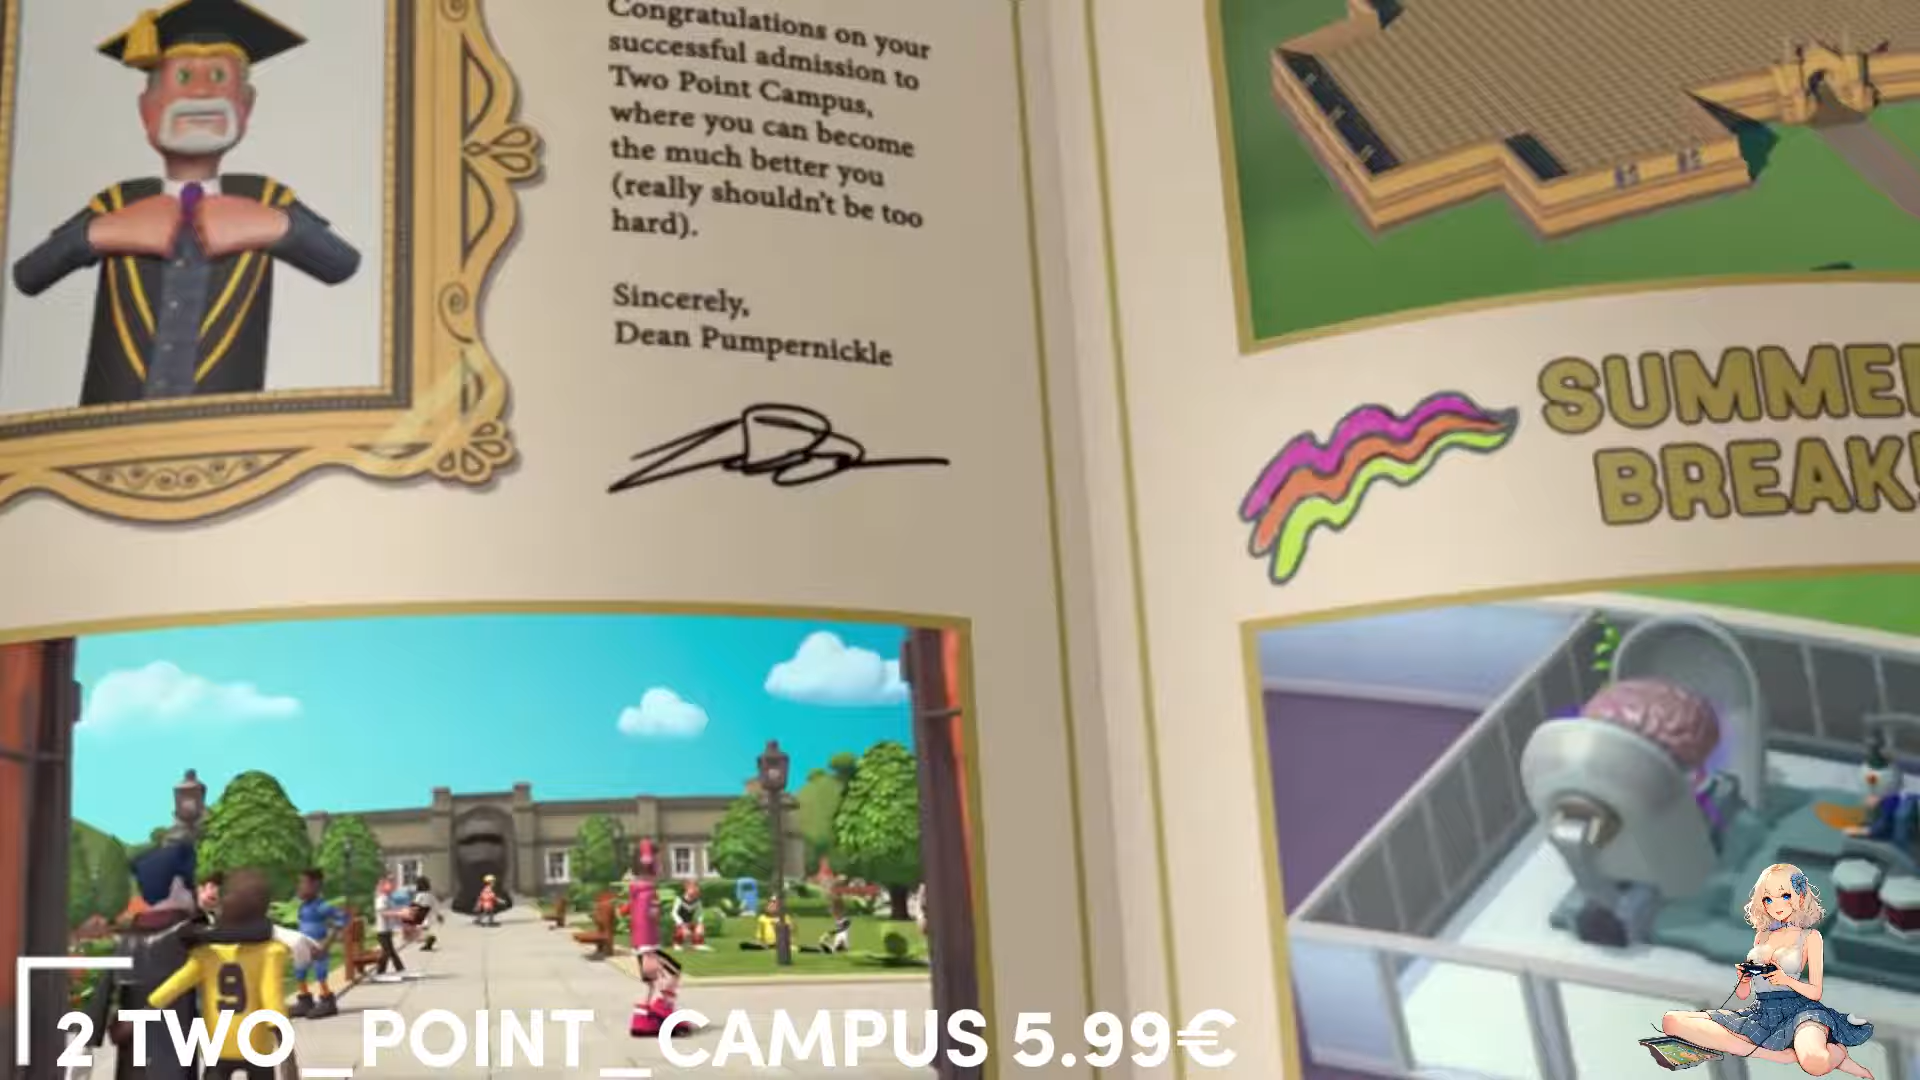 Congratulations on your
successful admission to
Two Point Campus,
where you can become
the much better you
(really shouldn't be too
hard).
Sincerely,
Dean Pumpernickle
SUMMER
BREAK!
9
2 TWO_POINT_CAMPUS 5.99€